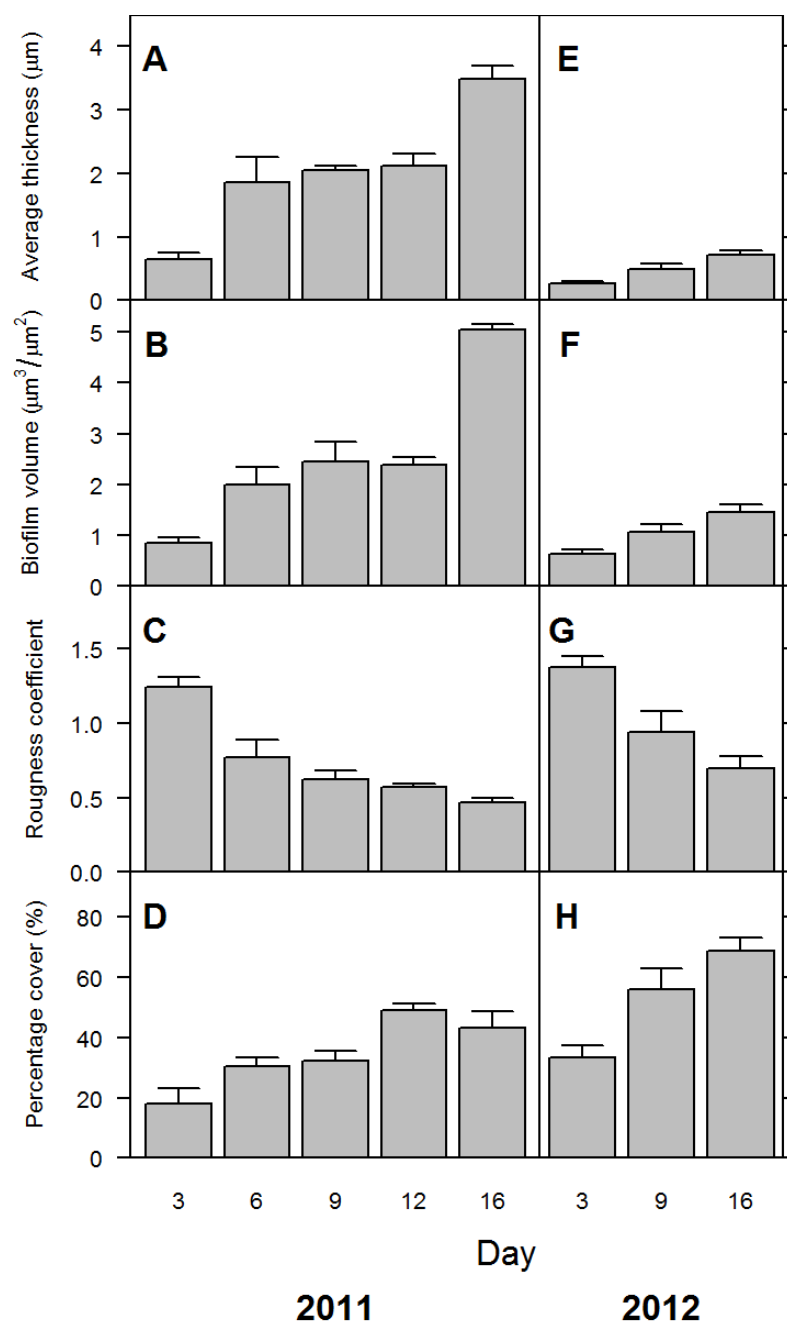 A
E
Average thickness (µm)
4
3
2
1
0
B
F
Biofilm volume (µm³/µm²)
5
4
3
2
1
0
C
G
Rougness coefficient
1.5
1.0
0.5
0.0
D
H
Percentage cover (%)
80
60
40
20
0
3 6 9 12 16 3 9 16
Day
2011 2012